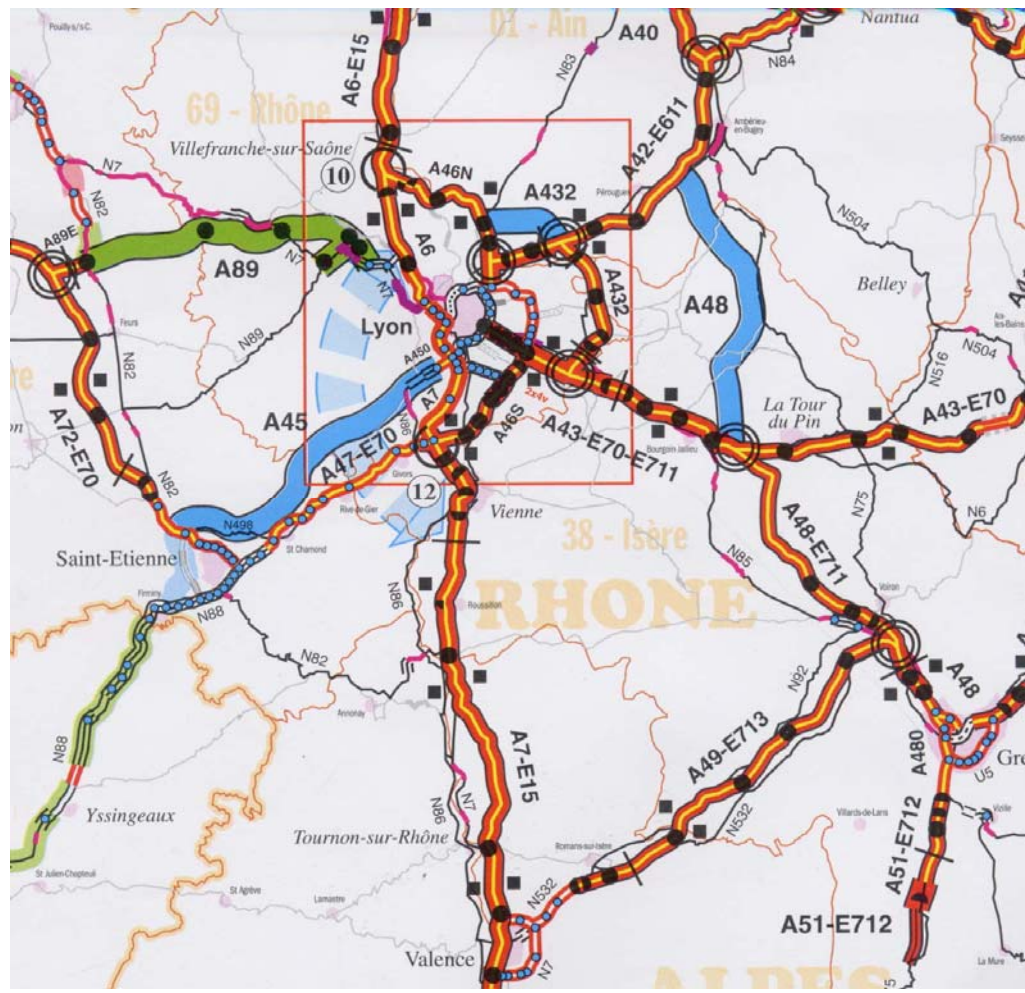 Pouilly s/s C.
01 - Ain
Nantua
A40
N84
N83
A6-E15
69 - Rhône
Villefranche-sur-Saône
Ambérieu-en-Bugey
A42-E611
10
A46N
A432
Pérouges
N7
N82
A89E
A6
N504
A89
N7
N7
A48
Belley
A432
Lyon
Feurs
N89
N82
A450
N504
N516
A45
A7
N86
2x4v
A46S
La Tour
du Pin
A43-E70
A72-E70
A47-E70
A43-E70-E711
Bourgoin Jallieu
N82
Givors
12
Rive-de-Gier
Vienne
N75
N6
N498
38 - Isère
Saint-Etienne
St Chamond
A48-E711
N85
Firminy
N88
N86
Roussillon
RHONE
Voiron
N82
N92
A48
Annonay
A49-E713
A480
N88
A7-E15
U5
Gre
Yssingeaux
N7
N86
N532
Villards-de-Lans
Vizille
Tournon-sur-Rhône
Romans-sur-Isère
A51-E712
St Julien-Chapteuil
St Agrève
N532
Lamastre
A51-E712
Valence
N7
La Mure
ALPES